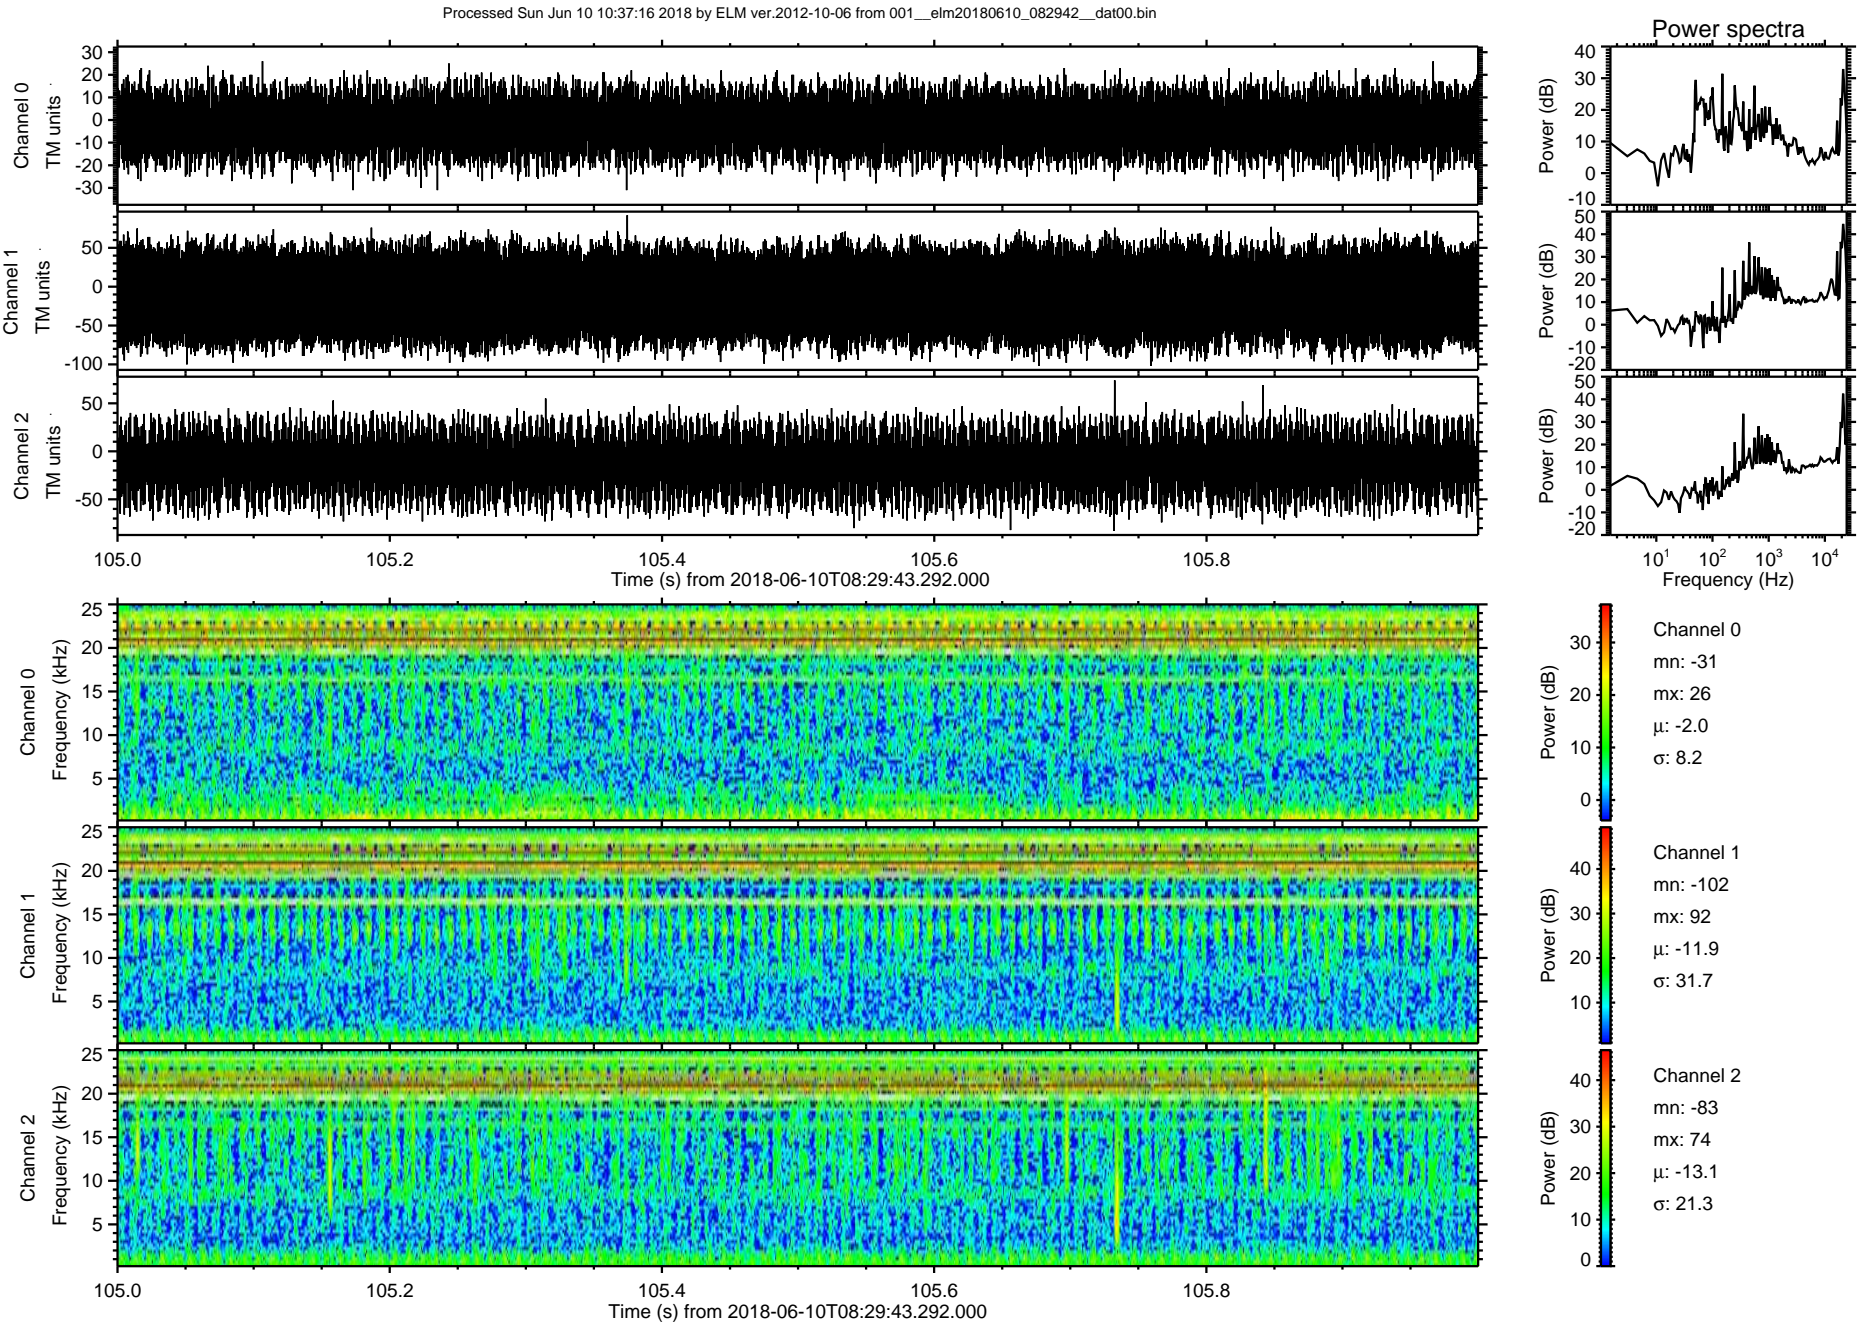 Processed Sun Jun 10 10:37:16 2018 by ELM ver.2012-10-06 from 001__elm20180610_082942__dat00.bin
Power spectra
Channel 0
TM units
30
20
10
0
-10
-20
-30
Power (dB)
40
30
20
10
0
-10
Channel 1
TM units
50
0
-50
-100
Power (dB)
50
40
30
20
10
0
-10
-20
Channel 2
TM units
50
0
-50
Power (dB)
50
40
30
20
10
0
-10
-20
105.0 105.2 105.4 105.6 105.8
Time (s) from 2018-06-10T08:29:43.292.000
10¹ 10² 10³ 10⁴
Frequency (Hz)
Channel 0
Frequency (kHz)
25
20
15
10
5
Power (dB)
30
20
10
0
Channel 0
mn: -31
mx: 26
μ: -2.0
σ: 8.2
Channel 1
Frequency (kHz)
25
20
15
10
5
Power (dB)
40
30
20
10
Channel 1
mn: -102
mx: 92
μ: -11.9
σ: 31.7
Channel 2
Frequency (kHz)
25
20
15
10
5
Power (dB)
40
30
20
10
0
Channel 2
mn: -83
mx: 74
μ: -13.1
σ: 21.3
105.0 105.2 105.4 105.6 105.8
Time (s) from 2018-06-10T08:29:43.292.000